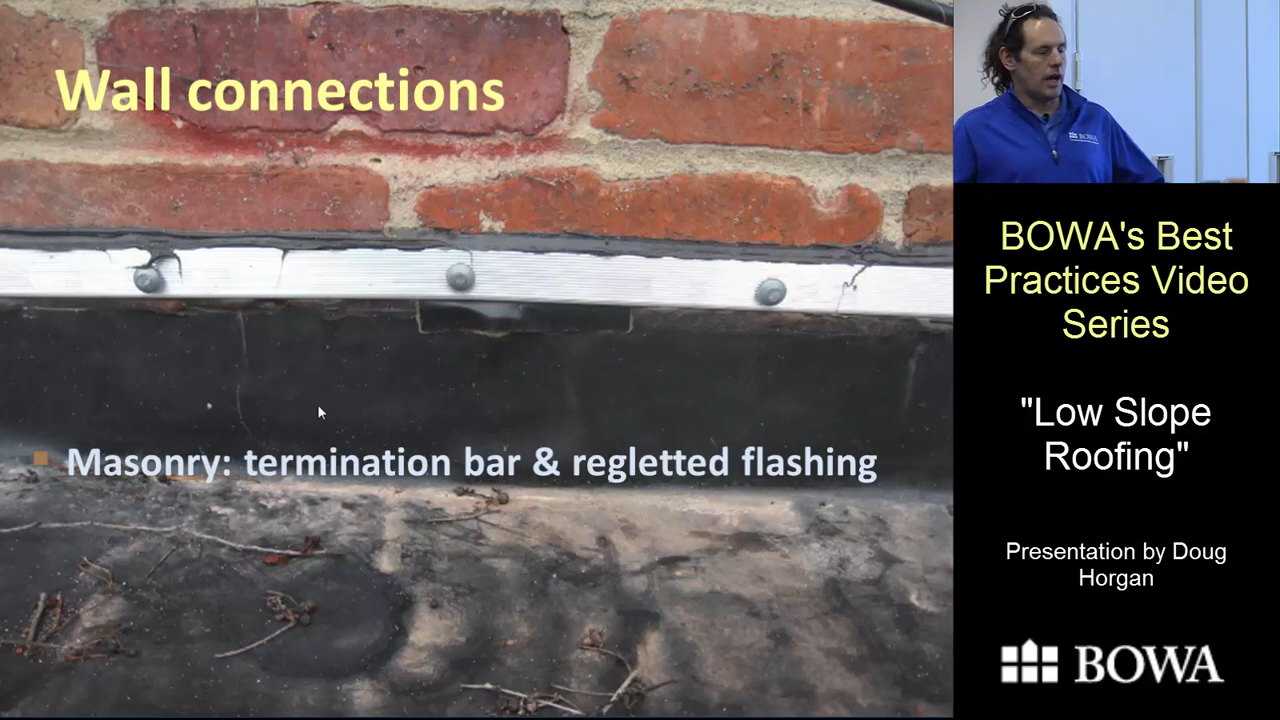 Wall connections
Masonry: termination bar & regletted flashing
BOWA
BOWA's Best
Practices Video
Series
"Low Slope
Roofing"
Presentation by Doug
Horgan
BOWA